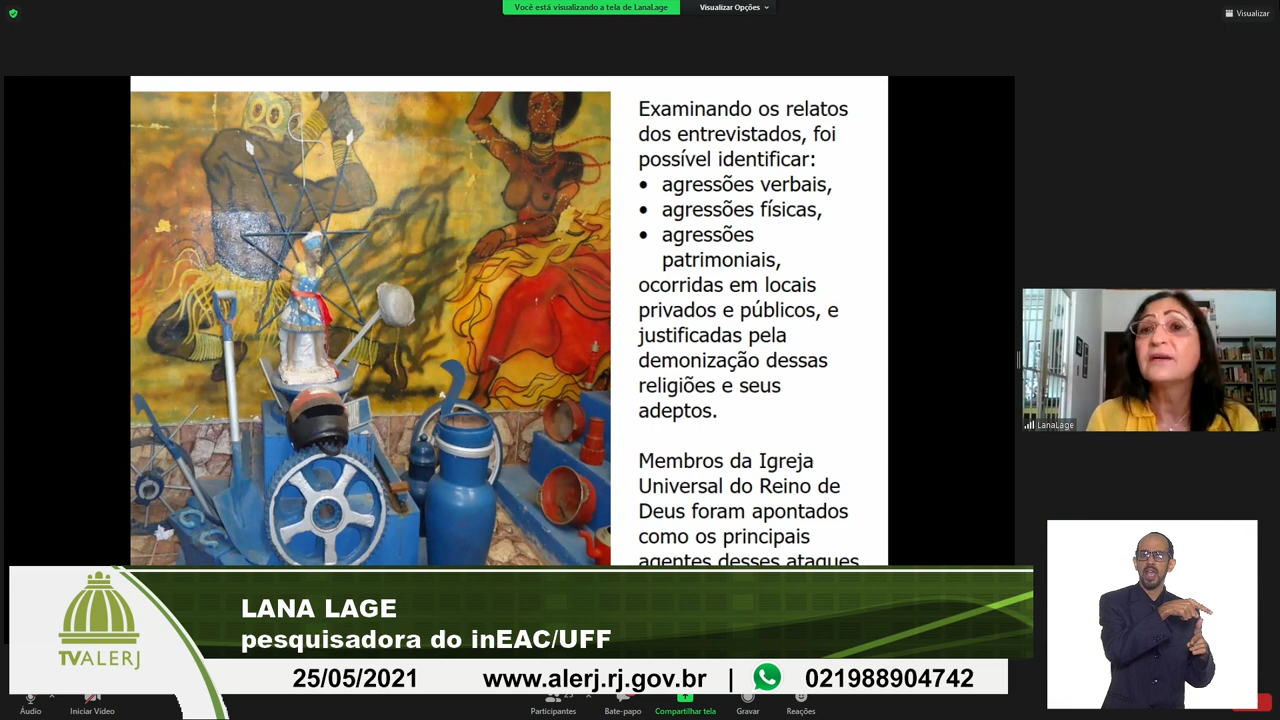 Você está visualizando a tela de LanaLage
Visualizar Opções
Visualizar
Examinando os relatos
dos entrevistados, foi
possível identificar:
• agressões verbais,
• agressões físicas,
• agressões
patrimoniais,
ocorridas em locais
privados e públicos, e
justificadas pela
demonização dessas
religiões e seus
adeptos.
Membros da Igreja
Universal do Reino de
Deus foram apontados
como os principais
agentes desses ataques
LanaLage
TVALERJ
LANA LAGE
pesquisadora do inEAC/UFF
25/05/2021 www.alerj.rj.gov.br | 021988904742
Áudio
Iniciar Vídeo
Participantes
Bate-papo
Compartilhar tela
Gravar
Reações